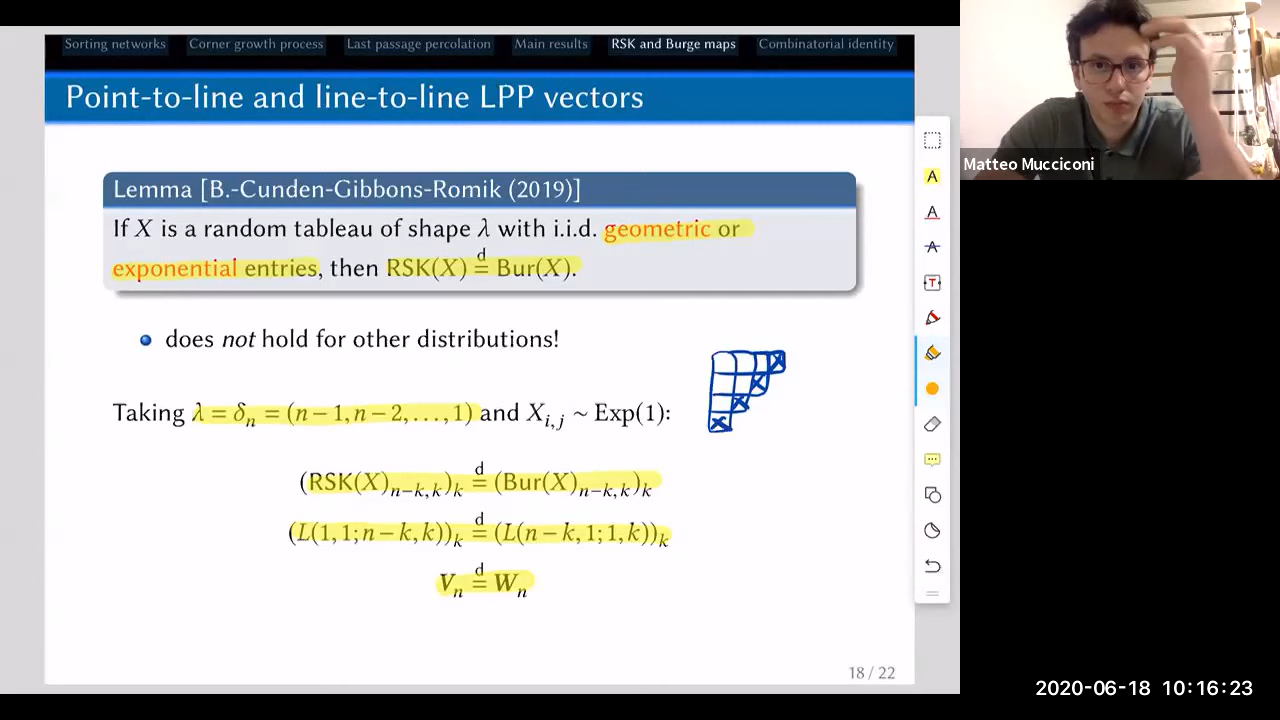 Sorting networks Corner growth process Last passage percolation Main results RSK and Burge maps Combinatorial identity
Point-to-line and line-to-line LPP vectors
Lemma [B.-Cunden-Gibbons-Romik (2019)]
If X is a random tableau of shape λ with i.i.d. geometric or
exponential entries, then RSK(X) d= Bur(X).
does not hold for other distributions!
Taking λ = δn = (n−1, n−2, ..., 1) and Xi,j ∼ Exp(1):
(RSK(X)n−k,k)k d= (Bur(X)n−k,k)k
(L(1,1; n−k, k))k d= (L(n−k, 1; 1, k))k
Vn d= Wn
18 / 22
Matteo Mucciconi
2020-06-18 10:16:23